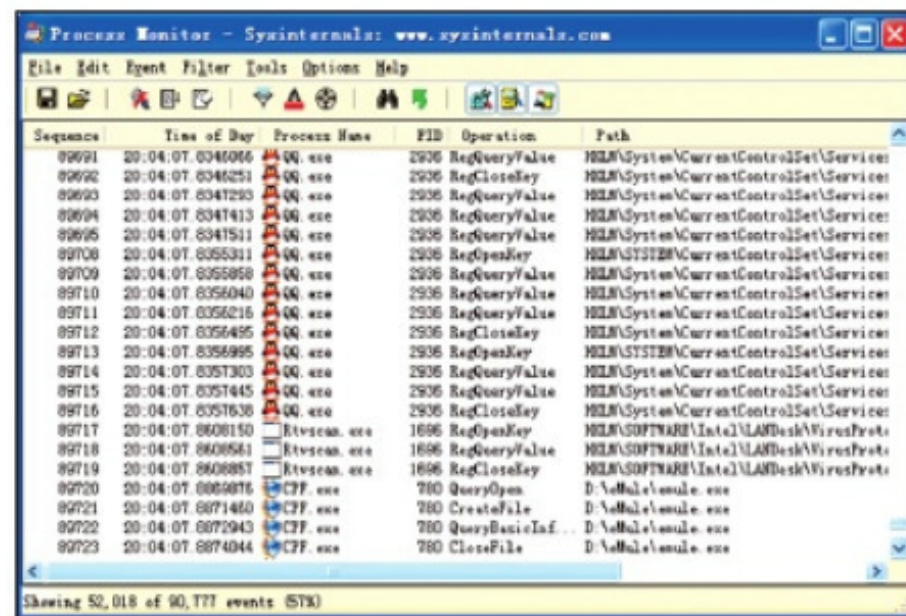 Process Monitor - Sysinternals: www.sysinternals.com
File Edit Event Filter Tools Options Help
Sequence Time of Day Process Name PID Operation Path
89691 20:04:07.8346066 QQ.exe 2936 RegQueryValue HKLM\System\CurrentControlSet\Services
89692 20:04:07.8346251 QQ.exe 2936 RegCloseKey HKLM\System\CurrentControlSet\Services
89693 20:04:07.8347293 QQ.exe 2936 RegQueryValue HKLM\System\CurrentControlSet\Services
89694 20:04:07.8347413 QQ.exe 2936 RegQueryValue HKLM\System\CurrentControlSet\Services
89695 20:04:07.8347511 QQ.exe 2936 RegQueryValue HKLM\System\CurrentControlSet\Services
89708 20:04:07.8355311 QQ.exe 2936 RegOpenKey HKLM\SYSTEM\CurrentControlSet\Services
89709 20:04:07.8355858 QQ.exe 2936 RegQueryValue HKLM\System\CurrentControlSet\Services
89710 20:04:07.8356040 QQ.exe 2936 RegQueryValue HKLM\System\CurrentControlSet\Services
89711 20:04:07.8356216 QQ.exe 2936 RegQueryValue HKLM\System\CurrentControlSet\Services
89712 20:04:07.8356495 QQ.exe 2936 RegCloseKey HKLM\System\CurrentControlSet\Services
89713 20:04:07.8356995 QQ.exe 2936 RegOpenKey HKLM\SYSTEM\CurrentControlSet\Services
89714 20:04:07.8357303 QQ.exe 2936 RegQueryValue HKLM\System\CurrentControlSet\Services
89715 20:04:07.8357445 QQ.exe 2936 RegQueryValue HKLM\System\CurrentControlSet\Services
89716 20:04:07.8357636 QQ.exe 2936 RegCloseKey HKLM\System\CurrentControlSet\Services
89717 20:04:07.8608150 Rtvscan.exe 1696 RegOpenKey HKLM\SOFTWARE\Intel\LANDesk\VirusProte
89718 20:04:07.8608561 Rtvscan.exe 1696 RegQueryValue HKLM\SOFTWARE\Intel\LANDesk\VirusProte
89719 20:04:07.8608857 Rtvscan.exe 1696 RegCloseKey HKLM\SOFTWARE\Intel\LANDesk\VirusProte
89720 20:04:07.8869876 CPF.exe 780 QueryOpen D:\eMule\emule.exe
89721 20:04:07.8871460 CPF.exe 780 CreateFile D:\eMule\emule.exe
89722 20:04:07.8872943 CPF.exe 780 QueryBasicInf... D:\eMule\emule.exe
89723 20:04:07.8874044 CPF.exe 780 CloseFile D:\eMule\emule.exe
Showing 52,018 of 90,777 events (57%)